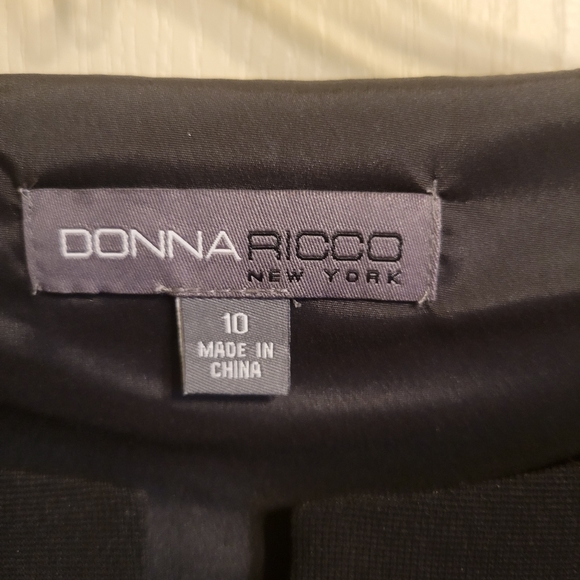 DONNA RICCO
NEW YORK
10
MADE IN
CHINA